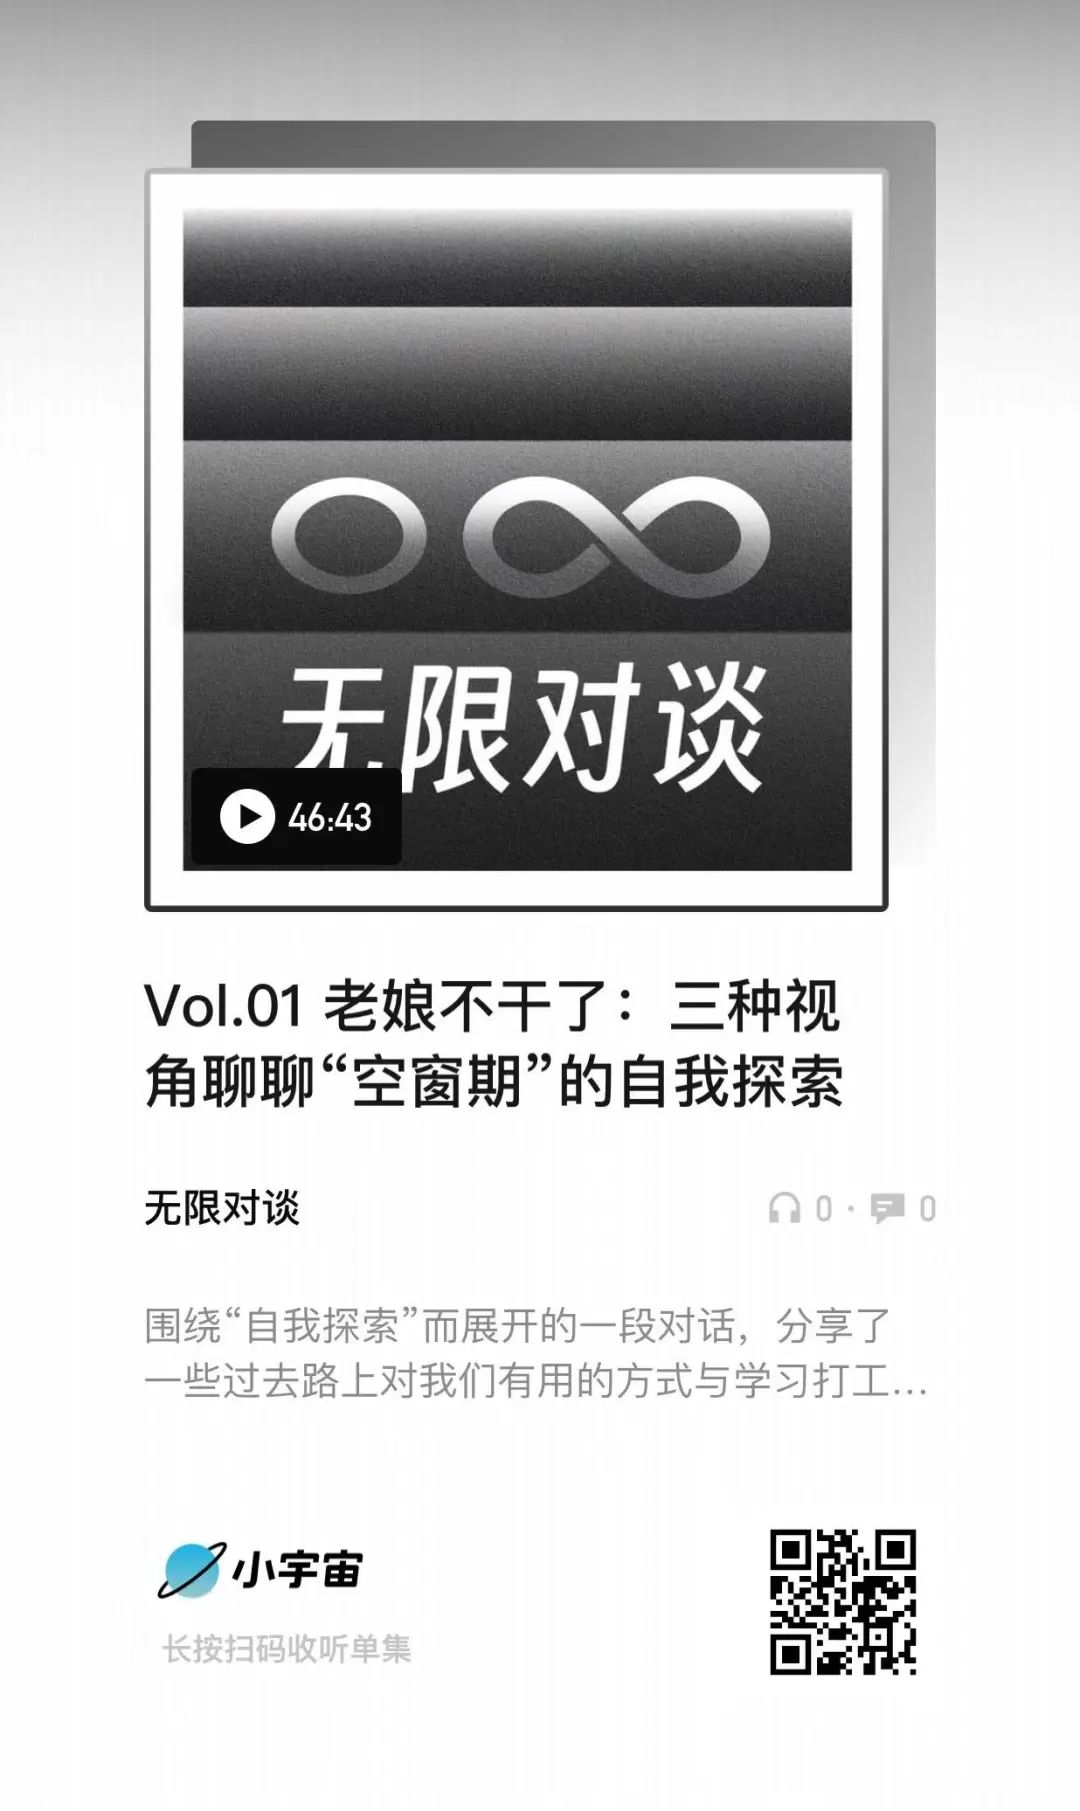 无限对谈
46:43
Vol.01 老娘不干了：三种视
角聊聊“空窗期”的自我探索
无限对谈
0 · 0
围绕“自我探索”而展开的一段对话，分享了
一些过去路上对我们有用的方式与学习打工...
小宇宙
长按扫码收听单集